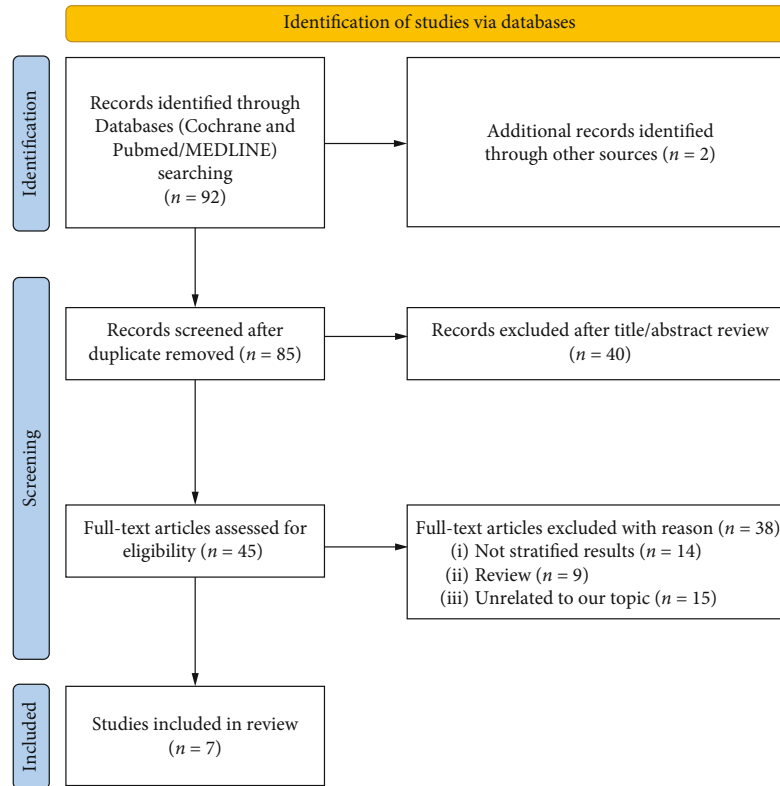 Identification of studies via databases
Identification
Records identified through
Databases (Cochrane and
Pubmed/MEDLINE)
searching
(n = 92)
Additional records identified
through other sources (n = 2)
Screening
Records screened after
duplicate removed (n = 85)
Records excluded after title/abstract review
(n = 40)
Full-text articles assessed for
eligibility (n = 45)
Full-text articles excluded with reason (n = 38)
(i) Not stratified results (n = 14)
(ii) Review (n = 9)
(iii) Unrelated to our topic (n = 15)
Included
Studies included in review
(n = 7)